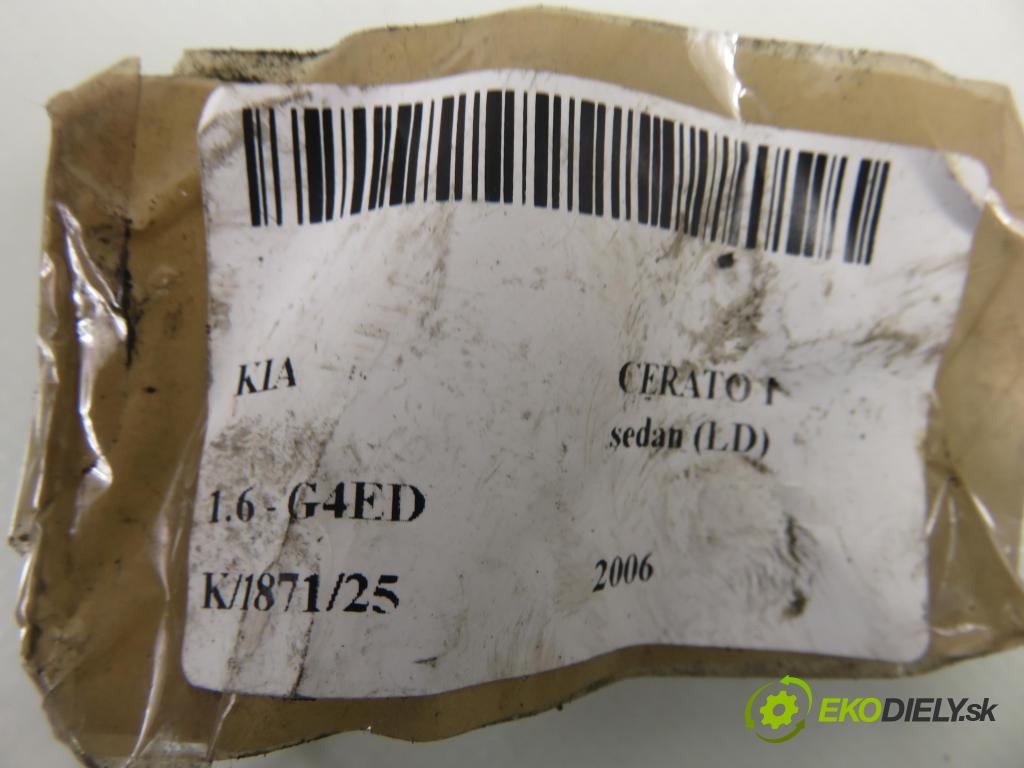 KIA CERATO I
sedan (LD)
1.6 - G4ED
K/1871/25 2006
EKODIELY.sk